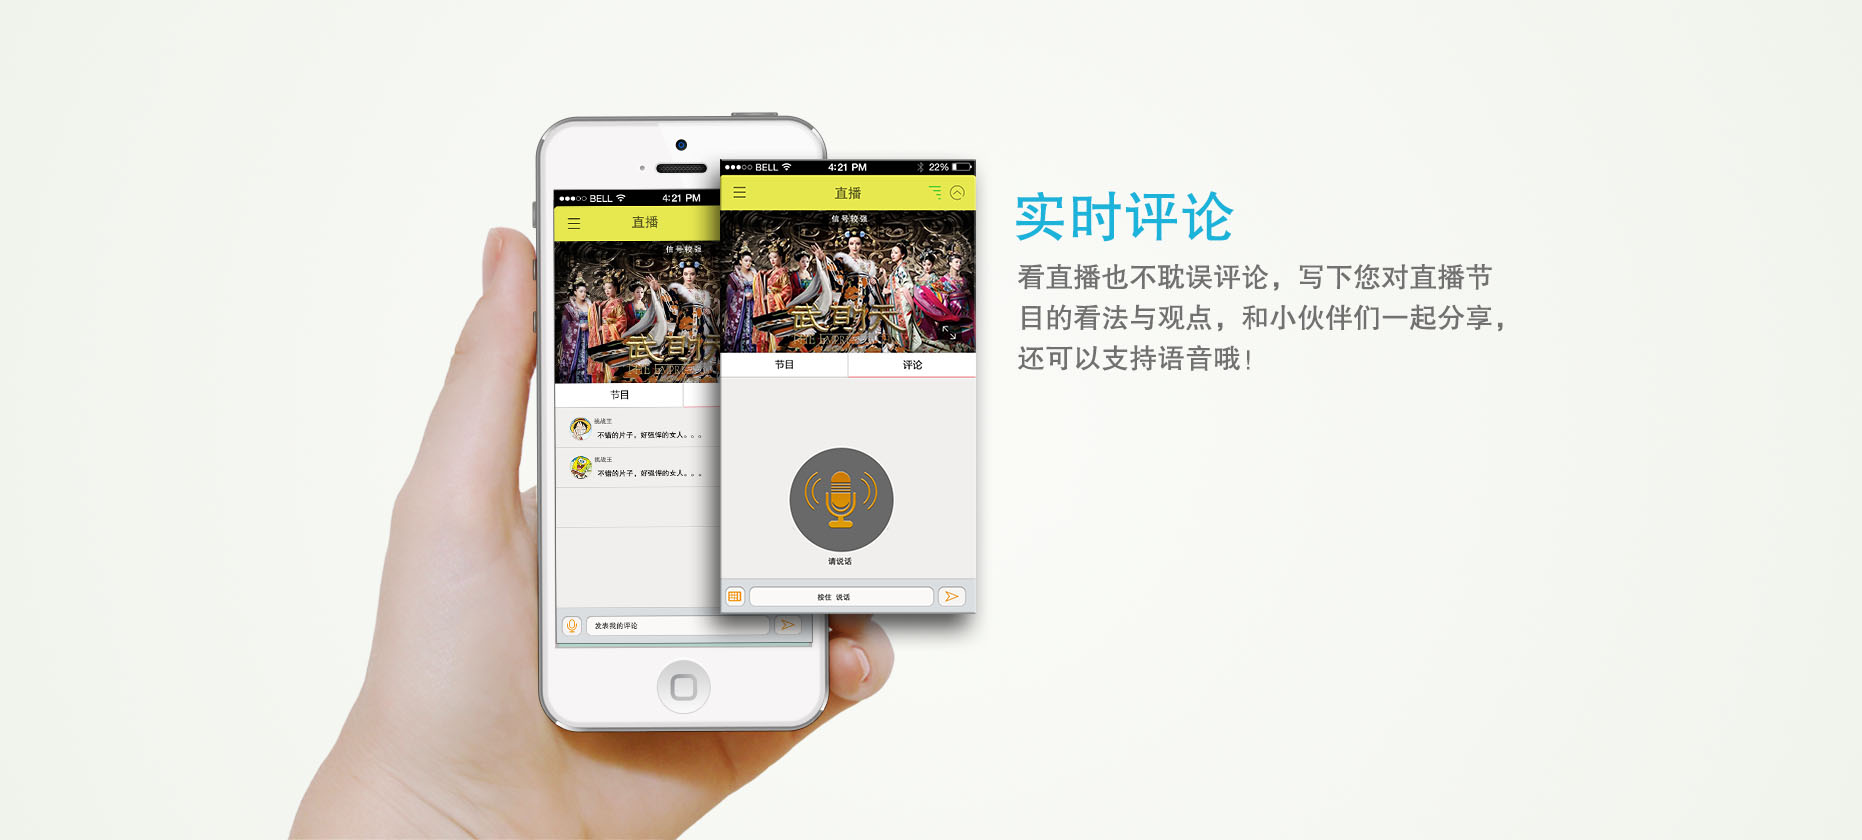 BELL
4:21 PM
直播
信号较强
武则天
THE EMPRESS
节目
挑战王
不错的片子,好强悍的女人。。。
挑战王
不错的片子,好强悍的女人。。。
发表我的评论
BELL
4:21 PM
22%
直播
信号较强
武则天
THE EMPRESS
节目
评论
请说话
按住 说话
实时评论
看直播也不耽误评论,写下您对直播节
目的看法与观点,和小伙伴们一起分享,
还可以支持语音哦!